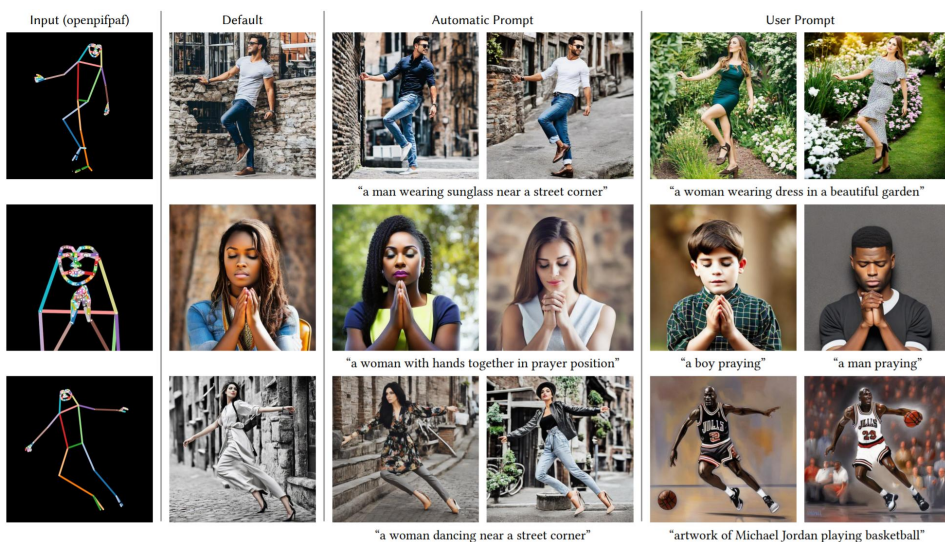 Input (openpifpaf) Default Automatic Prompt User Prompt
“a man wearing sunglass near a street corner” “a woman wearing dress in a beautiful garden”
“a woman with hands together in prayer position” “a boy praying” “a man praying”
23
“a woman dancing near a street corner” “artwork of Michael Jordan playing basketball”